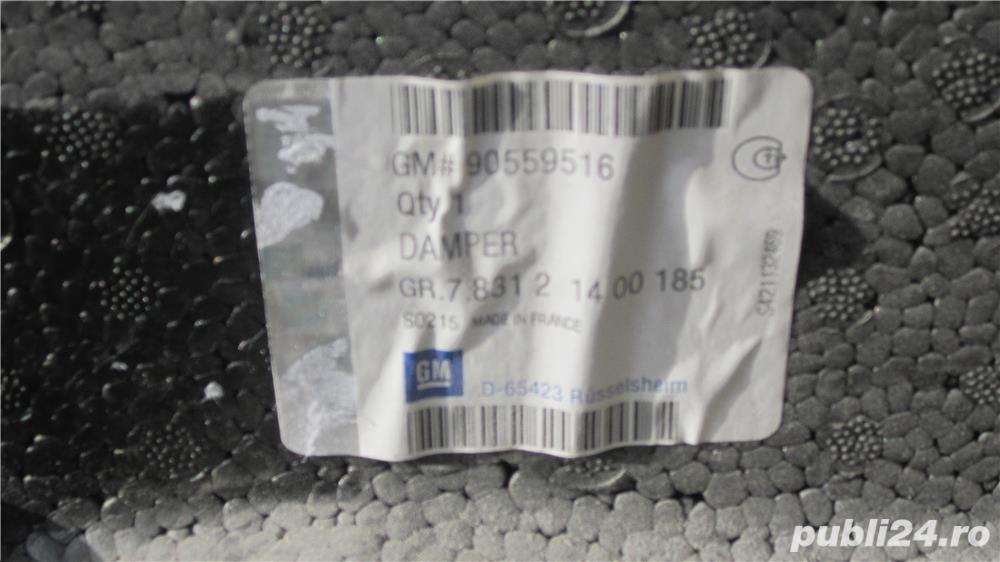 GM# 90559516
Qty 1
DAMPER
GR.7.831 2 14 00 185
S0215 MADE IN FRANCE
GM
D-65423 Rüsselsheim
publi24.ro